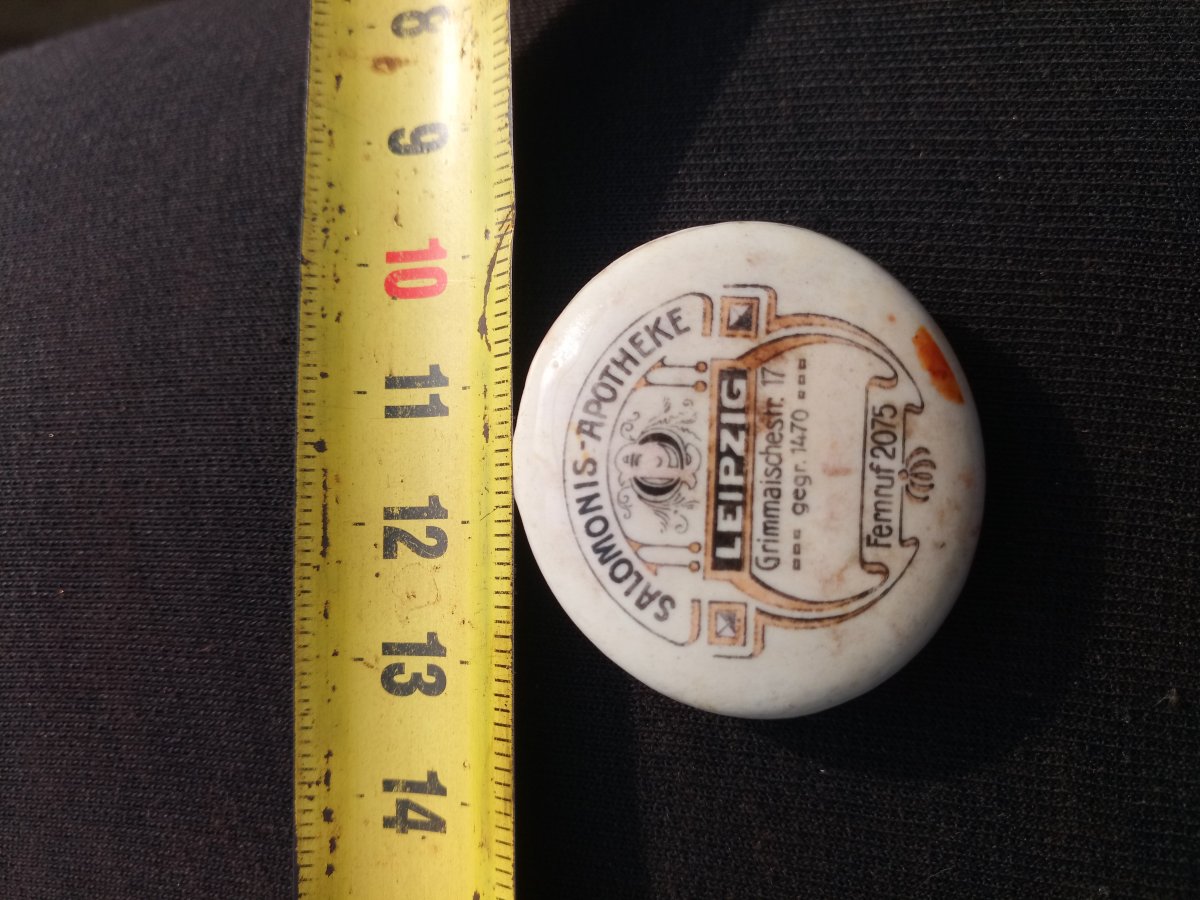 8
9
10
11
12
13
14
SALOMONIS-APOTHEKE
LEIPZIG
Grimmaischestr. 17
gegr. 1470
Fernruf 2075